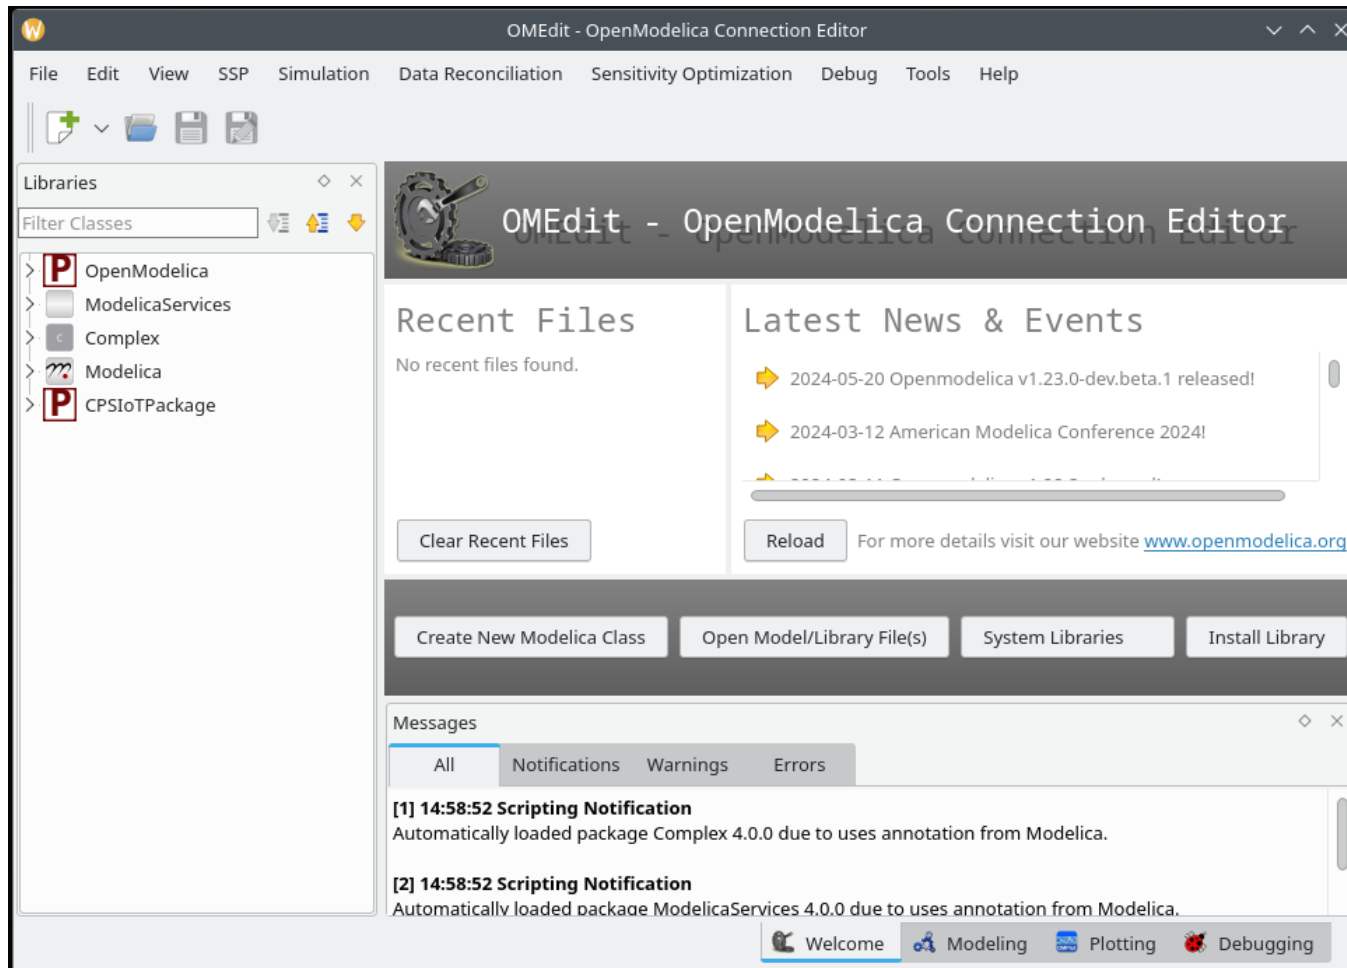 OMEdit - OpenModelica Connection Editor
File Edit View SSP Simulation Data Reconciliation Sensitivity Optimization Debug Tools Help
Libraries
Filter Classes
OpenModelica
ModelicaServices
Complex
Modelica
CPSIoTPackage
OMEdit - OpenModelica Connection Editor
Recent Files
No recent files found.
Clear Recent Files
Latest News & Events
2024-05-20 Openmodelica v1.23.0-dev.beta.1 released!
2024-03-12 American Modelica Conference 2024!
Reload For more details visit our website www.openmodelica.org
Create New Modelica Class Open Model/Library File(s) System Libraries Install Library
Messages
All Notifications Warnings Errors
[1] 14:58:52 Scripting Notification
Automatically loaded package Complex 4.0.0 due to uses annotation from Modelica.
[2] 14:58:52 Scripting Notification
Automatically loaded package ModelicaServices 4.0.0 due to uses annotation from Modelica.
Welcome Modeling Plotting Debugging